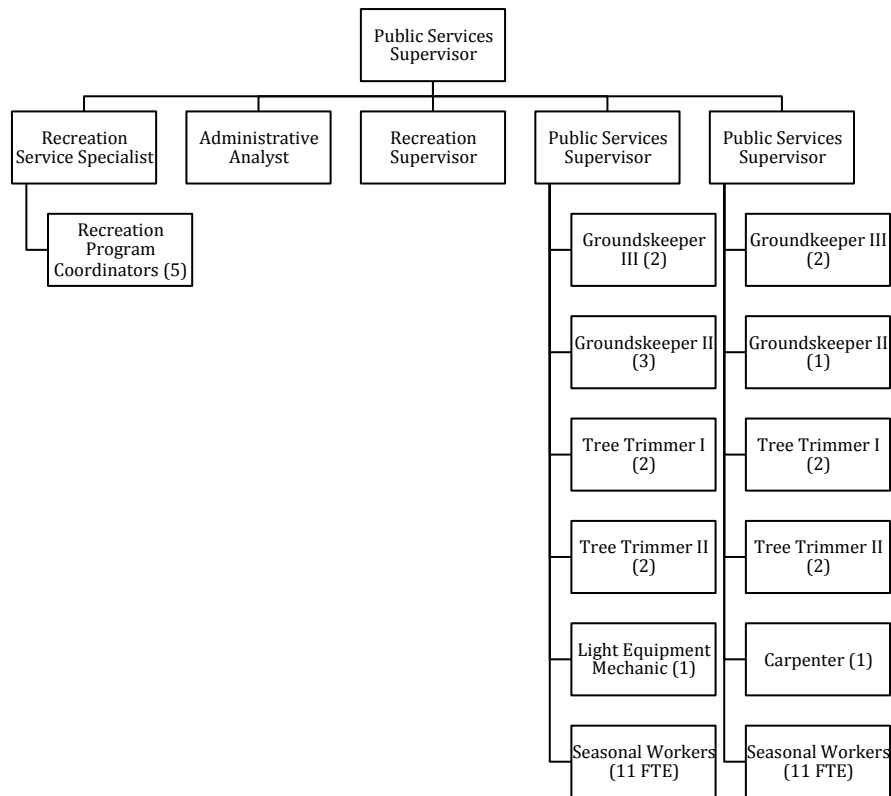 Public Services
Supervisor
Recreation
Service Specialist
Administrative
Analyst
Recreation
Supervisor
Public Services
Supervisor
Public Services
Supervisor
Recreation
Program
Coordinators (5)
Groundskeeper
III (2)
Groundkeeper III
(2)
Groundskeeper II
(3)
Groundskeeper II
(1)
Tree Trimmer I
(2)
Tree Trimmer I
(2)
Tree Trimmer II
(2)
Tree Trimmer II
(2)
Light Equipment
Mechanic (1)
Carpenter (1)
Seasonal Workers
(11 FTE)
Seasonal Workers
(11 FTE)